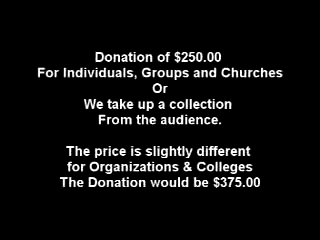 Donation of $250.00
For Individuals, Groups and Churches
Or
We take up a collection
From the audience.
The price is slightly different
for Organizations & Colleges
The Donation would be $375.00